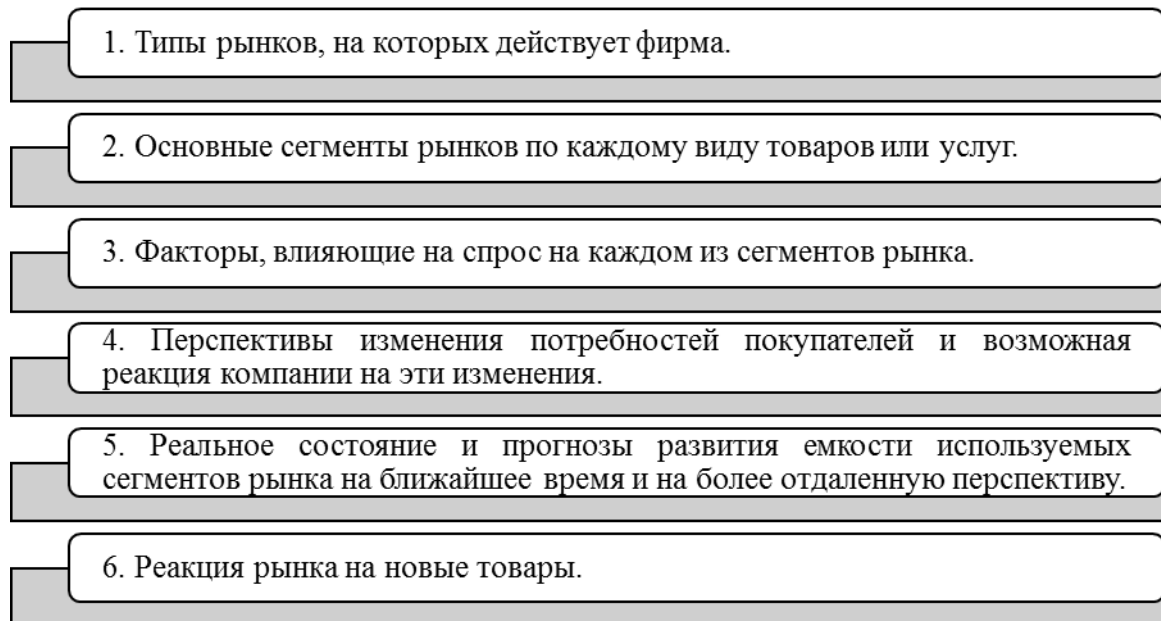 1. Типы рынков, на которых действует фирма.
2. Основные сегменты рынков по каждому виду товаров или услуг.
3. Факторы, влияющие на спрос на каждом из сегментов рынка.
4. Перспективы изменения потребностей покупателей и возможная
реакция компании на эти изменения.
5. Реальное состояние и прогнозы развития емкости используемых
сегментов рынка на ближайшее время и на более отдаленную перспективу.
6. Реакция рынка на новые товары.